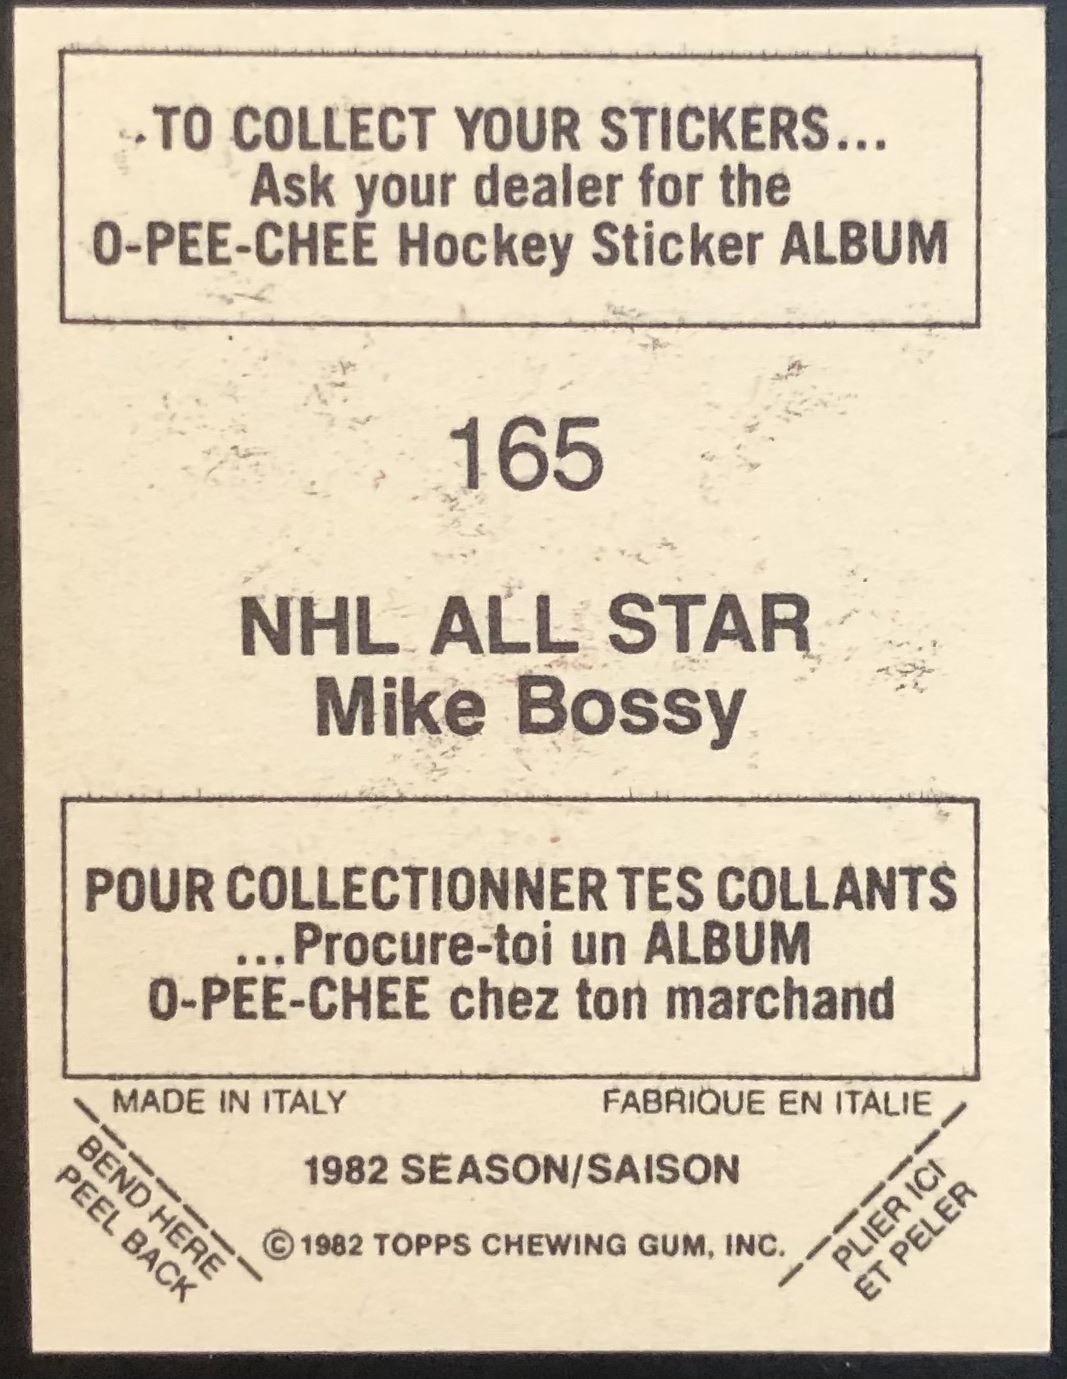 TO COLLECT YOUR STICKERS...
Ask your dealer for the
O-PEE-CHEE Hockey Sticker ALBUM
165
NHL ALL STAR
Mike Bossy
POUR COLLECTIONNER TES COLLANTS
...Procure-toi un ALBUM
O-PEE-CHEE chez ton marchand
MADE IN ITALY
FABRIQUE EN ITALIE
BEND HERE
PEEL BACK
1982 SEASON/SAISON
© 1982 TOPPS CHEWING GUM, INC.
PLIER ICI
ET PELER